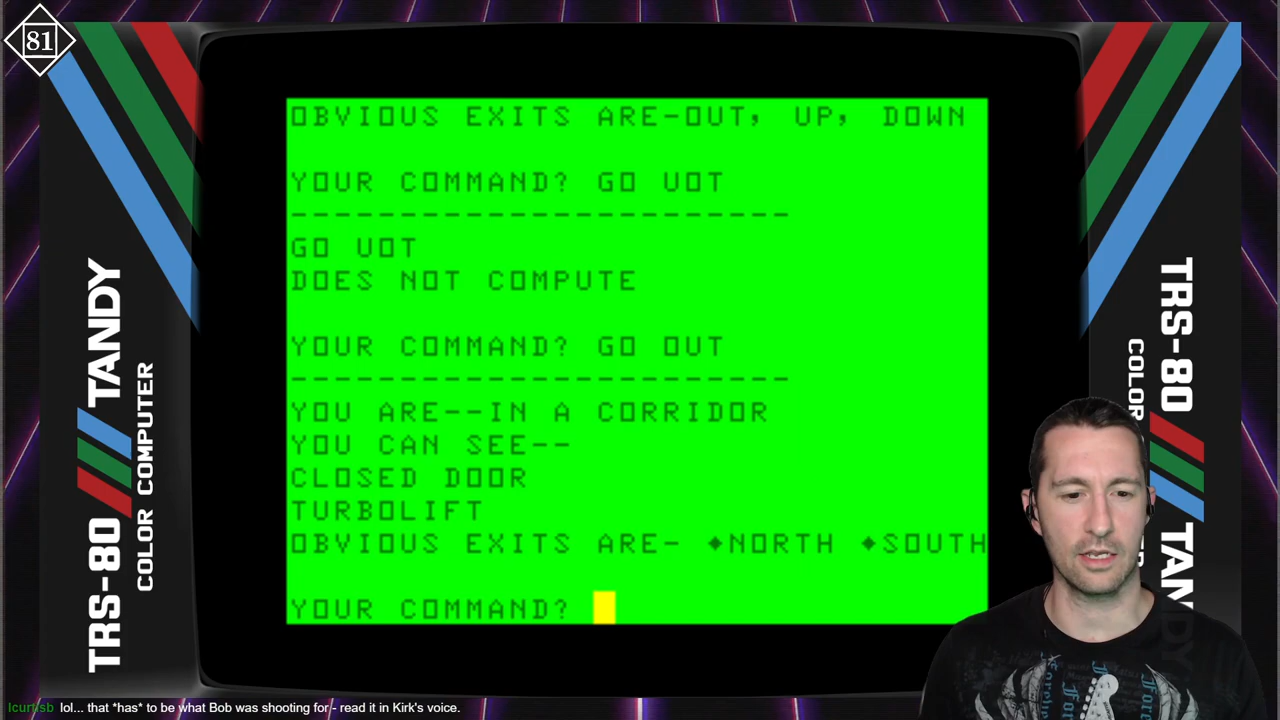 81
OBVIOUS EXITS ARE-OUT, UP, DOWN
YOUR COMMAND? GO UOT
-----------------------
GO UOT
DOES NOT COMPUTE
YOUR COMMAND? GO OUT
-----------------------
YOU ARE--IN A CORRIDOR
YOU CAN SEE--
CLOSED DOOR
TURBOLIFT
OBVIOUS EXITS ARE- ♦NORTH ♦SOUTH
YOUR COMMAND?
TRS-80 TANDY
COLOR COMPUTER
TRS-80 TAN
COLOR
lcurtisb lol... that *has* to be what Bob was shooting for - read it in Kirk's voice.